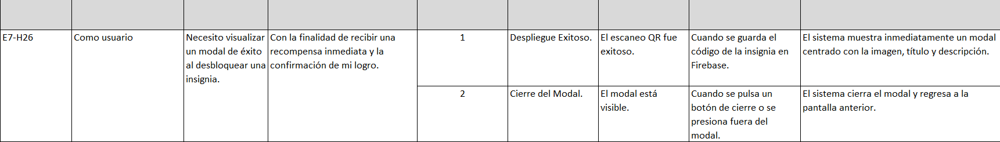 E7-H26
Como usuario
Necesito visualizar
un modal de éxito
al desbloquear una
insignia.
Con la finalidad de recibir una
recompensa inmediata y la
confirmación de mi logro.
1
Despliegue Exitoso.
El escaneo QR fue
exitoso.
Cuando se guarda el
código de la insignia en
Firebase.
El sistema muestra inmediatamente un modal
centrado con la imagen, título y descripción.
2
Cierre del Modal.
El modal está
visible.
Cuando se pulsa un
botón de cierre o se
presiona fuera del
modal.
El sistema cierra el modal y regresa a la
pantalla anterior.